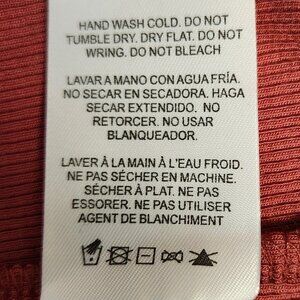 HAND WASH COLD. DO NOT
TUMBLE DRY. DRY FLAT. DO NOT
WRING. DO NOT BLEACH
LAVAR A MANO CON AGUA FRÍA.
NO SECAR EN SECADORA. HAGA
SECAR EXTENDIDO. NO
RETORCER. NO USAR
BLANQUEADOR.
LAVER À LA MAIN À L'EAU FROID.
NE PAS SÉCHER EN MACHINE.
SÉCHER À PLAT. NE PAS
ESSORER. NE PAS UTILISER
AGENT DE BLANCHIMENT